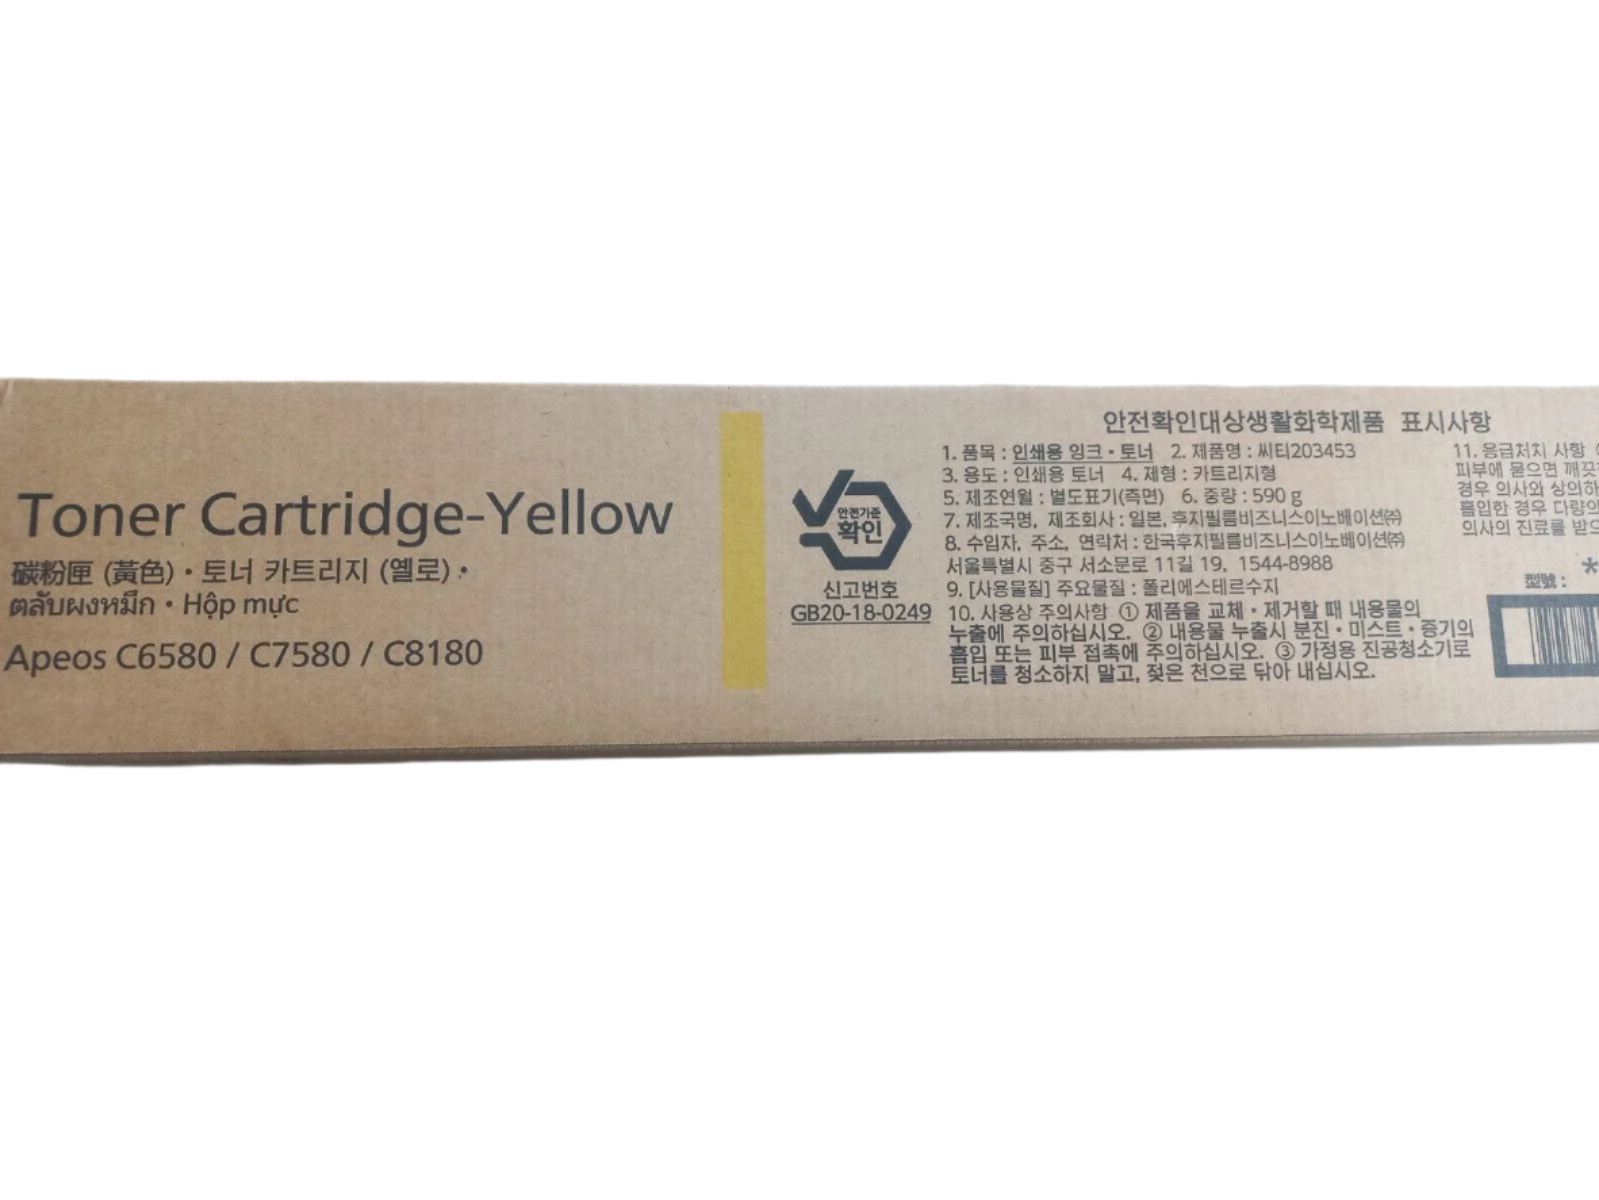 Toner Cartridge-Yellow
碳粉匣 (黃色)・토너 카트리지 (옐로)・
ตลับผงหมึก・Hộp mực
Apeos C6580 / C7580 / C8180
안전기준
확인
신고번호
GB20-18-0249
안전확인대상생활화학제품 표시사항
1. 품목 : 인쇄용 잉크・토너 2. 제품명 : 씨티203453
3. 용도 : 인쇄용 토너 4. 제형 : 카트리지형
5. 제조연월 : 별도표기(측면) 6. 중량 : 590 g
7. 제조국명, 제조회사 : 일본, 후지필름비즈니스이노베이션㈜
8. 수입자, 주소, 연락처 : 한국후지필름비즈니스이노베이션㈜
서울특별시 중구 서소문로 11길 19, 1544-8988
9. [사용물질] 주요물질 : 폴리에스테르수지
10. 사용상 주의사항 ① 제품을 교체・제거할 때 내용물의
누출에 주의하십시오. ② 내용물 누출시 분진・미스트・증기의
흡입 또는 피부 접촉에 주의하십시오. ③ 가정용 진공청소기로
토너를 청소하지 말고, 젖은 천으로 닦아 내십시오.
11. 응급처치 사항
피부에 묻으면 깨끗
경우 의사와 상의하
흡입한 경우 다량의
의사의 진료를 받으
型號 : *